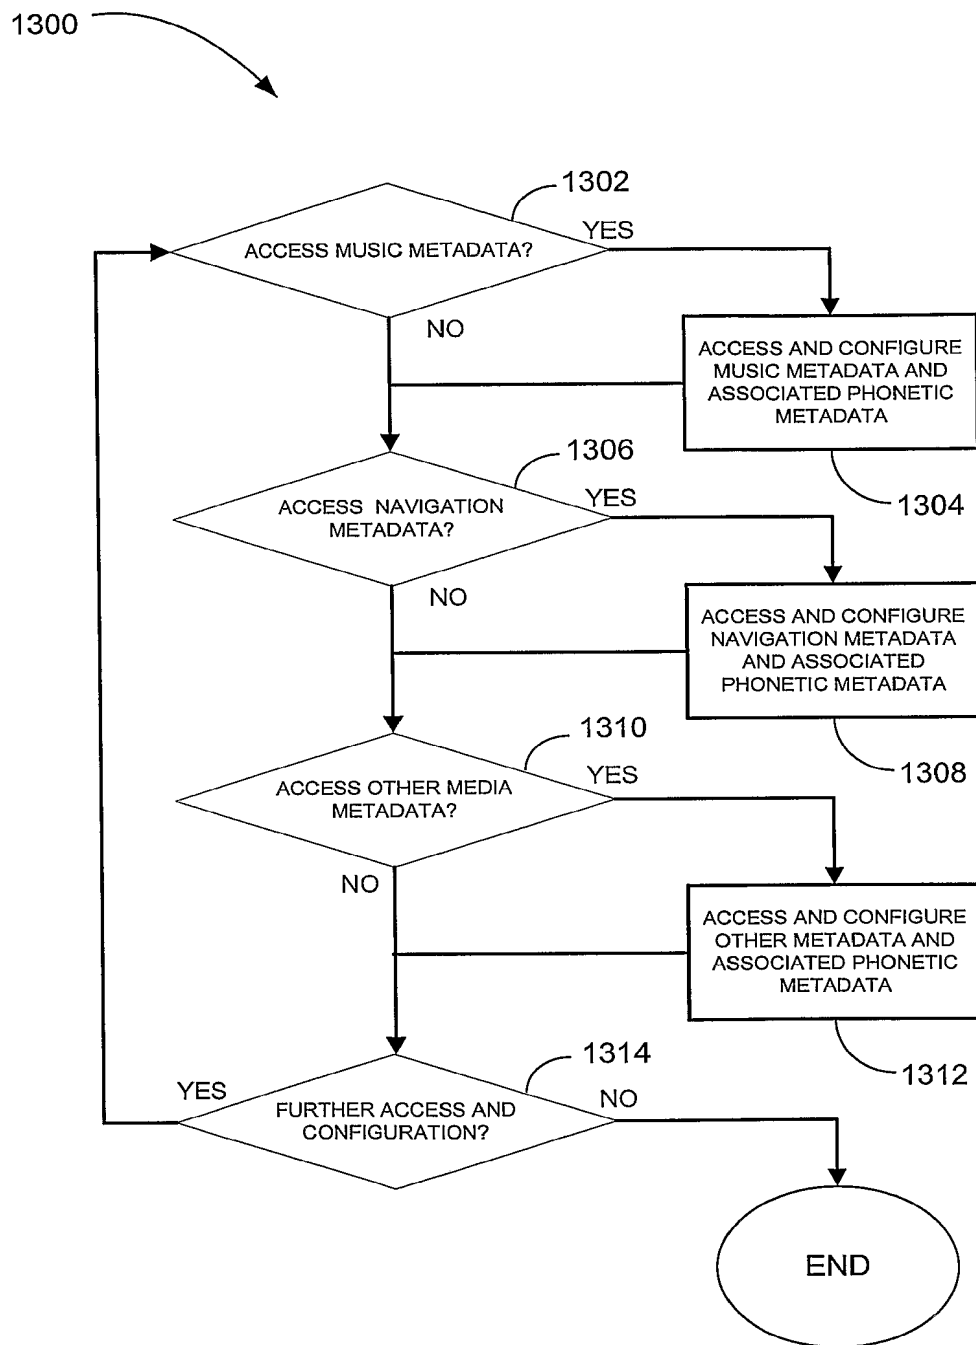 1300
1302
ACCESS MUSIC METADATA?
YES
NO
ACCESS AND CONFIGURE
MUSIC METADATA AND
ASSOCIATED PHONETIC
METADATA
1304
1306
ACCESS NAVIGATION
METADATA?
YES
NO
ACCESS AND CONFIGURE
NAVIGATION METADATA
AND ASSOCIATED
PHONETIC METADATA
1308
1310
ACCESS OTHER MEDIA
METADATA?
YES
NO
ACCESS AND CONFIGURE
OTHER METADATA AND
ASSOCIATED PHONETIC
METADATA
1312
1314
YES
FURTHER ACCESS AND
CONFIGURATION?
NO
END